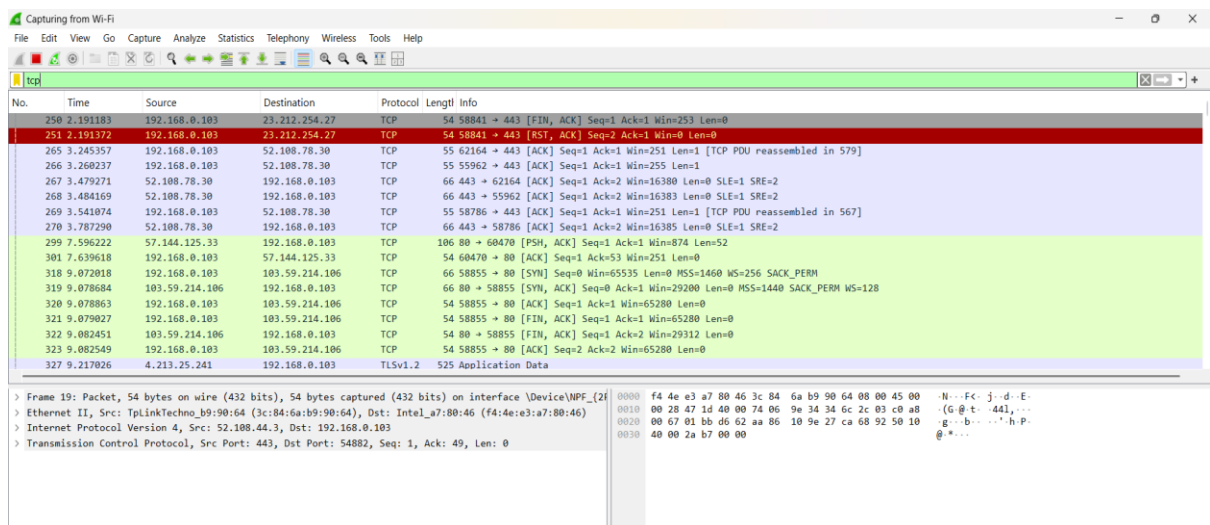 Capturing from Wi-Fi
File Edit View Go Capture Analyze Statistics Telephony Wireless Tools Help
tcp
No. Time Source Destination Protocol Lengtl Info
250 2.191183 192.168.0.103 23.212.254.27 TCP 54 58841 → 443 [FIN, ACK] Seq=1 Ack=1 Win=253 Len=0
251 2.191372 192.168.0.103 23.212.254.27 TCP 54 58841 → 443 [RST, ACK] Seq=2 Ack=1 Win=0 Len=0
265 3.245357 192.168.0.103 52.108.78.30 TCP 55 62164 → 443 [ACK] Seq=1 Ack=1 Win=251 Len=1 [TCP PDU reassembled in 579]
266 3.260237 192.168.0.103 52.108.78.30 TCP 55 55962 → 443 [ACK] Seq=1 Ack=1 Win=255 Len=1
267 3.479271 52.108.78.30 192.168.0.103 TCP 66 443 → 62164 [ACK] Seq=1 Ack=2 Win=16380 Len=0 SLE=1 SRE=2
268 3.484169 52.108.78.30 192.168.0.103 TCP 66 443 → 55962 [ACK] Seq=1 Ack=2 Win=16383 Len=0 SLE=1 SRE=2
269 3.541074 192.168.0.103 52.108.78.30 TCP 55 58786 → 443 [ACK] Seq=1 Ack=1 Win=251 Len=1 [TCP PDU reassembled in 567]
270 3.787290 52.108.78.30 192.168.0.103 TCP 66 443 → 58786 [ACK] Seq=1 Ack=2 Win=16385 Len=0 SLE=1 SRE=2
299 7.596222 57.144.125.33 192.168.0.103 TCP 106 80 → 60470 [PSH, ACK] Seq=1 Ack=1 Win=874 Len=52
301 7.639618 192.168.0.103 57.144.125.33 TCP 54 60470 → 80 [ACK] Seq=1 Ack=53 Win=251 Len=0
318 9.072018 192.168.0.103 103.59.214.106 TCP 66 58855 → 80 [SYN] Seq=0 Win=65535 Len=0 MSS=1460 WS=256 SACK_PERM
319 9.078684 103.59.214.106 192.168.0.103 TCP 66 80 → 58855 [SYN, ACK] Seq=0 Ack=1 Win=29200 Len=0 MSS=1440 SACK_PERM WS=128
320 9.078863 192.168.0.103 103.59.214.106 TCP 54 58855 → 80 [ACK] Seq=1 Ack=1 Win=65280 Len=0
321 9.079027 192.168.0.103 103.59.214.106 TCP 54 58855 → 80 [FIN, ACK] Seq=1 Ack=1 Win=65280 Len=0
322 9.082451 103.59.214.106 192.168.0.103 TCP 54 80 → 58855 [FIN, ACK] Seq=1 Ack=2 Win=29312 Len=0
323 9.082549 192.168.0.103 103.59.214.106 TCP 54 58855 → 80 [ACK] Seq=2 Ack=2 Win=65280 Len=0
327 9.217026 4.213.25.241 192.168.0.103 TLSv1.2 525 Application Data
> Frame 19: Packet, 54 bytes on wire (432 bits), 54 bytes captured (432 bits) on interface \Device\NPF_{2
> Ethernet II, Src: TpLinkTechno_b9:90:64 (3c:84:6a:b9:90:64), Dst: Intel_a7:80:46 (f4:4e:e3:a7:80:46)
> Internet Protocol Version 4, Src: 52.108.44.3, Dst: 192.168.0.103
> Transmission Control Protocol, Src Port: 443, Dst Port: 54882, Seq: 1, Ack: 49, Len: 0
0000 f4 4e e3 a7 80 46 3c 84 6a b9 90 64 08 00 45 00 ·N···F<· j··d··E·
0010 00 28 47 1d 40 00 74 06 9e 34 34 6c 2c 03 c0 a8 ·(G·@·t· ·44l,···
0020 00 67 01 bb d6 62 aa 86 10 9e 27 ca 68 92 50 10 ·g···b·· ··'·h·P·
0030 40 00 2a b7 00 00 @·*···